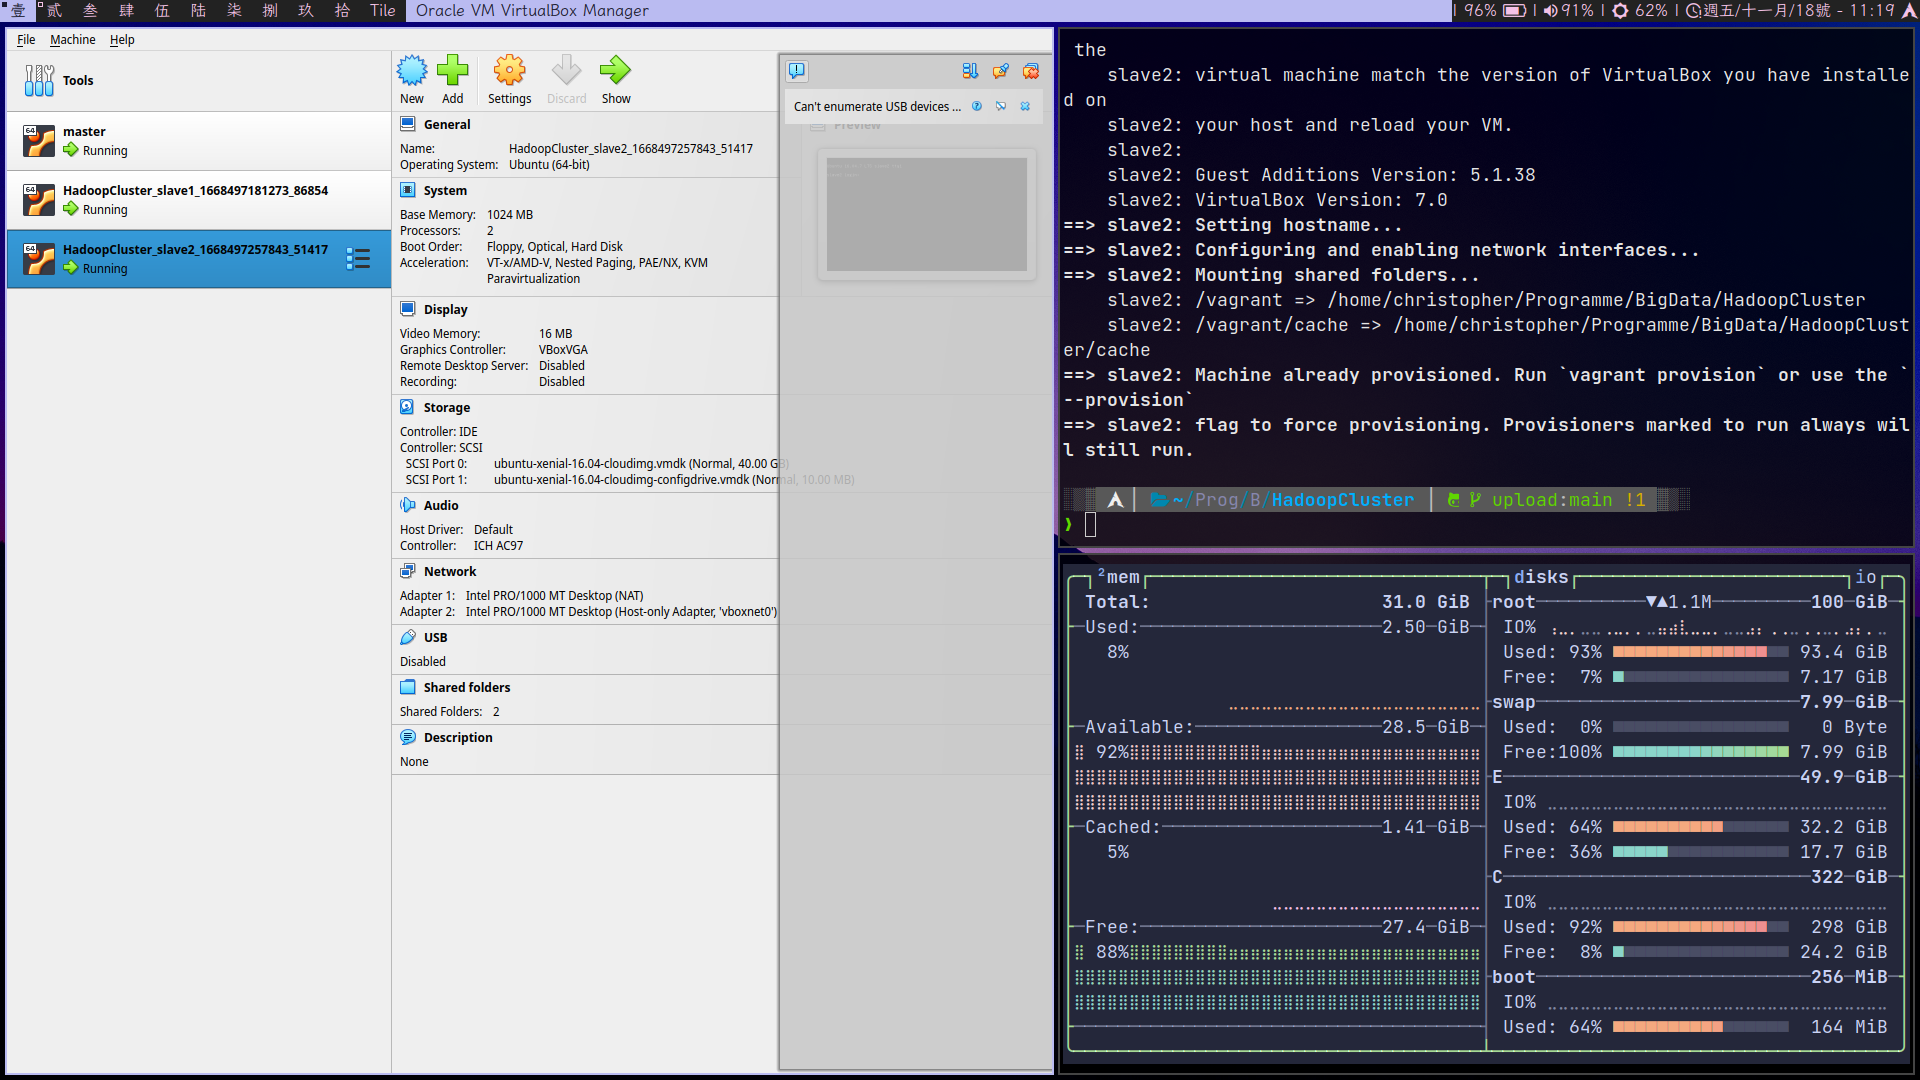 壹 貳 叁 肆 伍 陸 柒 捌 玖 拾 Tile Oracle VM VirtualBox Manager
| 96% | 91% | 62% | 週五/十一月/18號 - 11:19
File Machine Help
Tools
master
Running
HadoopCluster_slave1_1668497181273_86854
Running
HadoopCluster_slave2_1668497257843_51417
Running
New Add Settings Discard Show
General
Name: HadoopCluster_slave2_1668497257843_51417
Operating System: Ubuntu (64-bit)
System
Base Memory: 1024 MB
Processors: 2
Boot Order: Floppy, Optical, Hard Disk
Acceleration: VT-x/AMD-V, Nested Paging, PAE/NX, KVM
Paravirtualization
Display
Video Memory: 16 MB
Graphics Controller: VBoxVGA
Remote Desktop Server: Disabled
Recording: Disabled
Storage
Controller: IDE
Controller: SCSI
SCSI Port 0: ubuntu-xenial-16.04-cloudimg.vmdk (Normal, 40.00 GB)
SCSI Port 1: ubuntu-xenial-16.04-cloudimg-configdrive.vmdk (Normal, 10.00 MB)
Audio
Host Driver: Default
Controller: ICH AC97
Network
Adapter 1: Intel PRO/1000 MT Desktop (NAT)
Adapter 2: Intel PRO/1000 MT Desktop (Host-only Adapter, 'vboxnet0')
USB
Disabled
Shared folders
Shared Folders: 2
Description
None
Can't enumerate USB devices ...
Preview
the
slave2: virtual machine match the version of VirtualBox you have installe
d on
slave2: your host and reload your VM.
slave2:
slave2: Guest Additions Version: 5.1.38
slave2: VirtualBox Version: 7.0
==> slave2: Setting hostname...
==> slave2: Configuring and enabling network interfaces...
==> slave2: Mounting shared folders...
slave2: /vagrant => /home/christopher/Programme/BigData/HadoopCluster
slave2: /vagrant/cache => /home/christopher/Programme/BigData/HadoopClust
er/cache
==> slave2: Machine already provisioned. Run `vagrant provision` or use the `
--provision`
==> slave2: flag to force provisioning. Provisioners marked to run always wil
l still run.
~/Prog/B/HadoopCluster | upload:main !1
❯
²mem
Total: 31.0 GiB
Used: 2.50 GiB
8%
Available: 28.5 GiB
92%
Cached: 1.41 GiB
5%
Free: 27.4 GiB
88%
disks io
root ▼▲1.1M 100 GiB
IO%
Used: 93% 93.4 GiB
Free: 7% 7.17 GiB
swap 7.99 GiB
Used: 0% 0 Byte
Free:100% 7.99 GiB
E 49.9 GiB
IO%
Used: 64% 32.2 GiB
Free: 36% 17.7 GiB
C 322 GiB
IO%
Used: 92% 298 GiB
Free: 8% 24.2 GiB
boot 256 MiB
IO%
Used: 64% 164 MiB